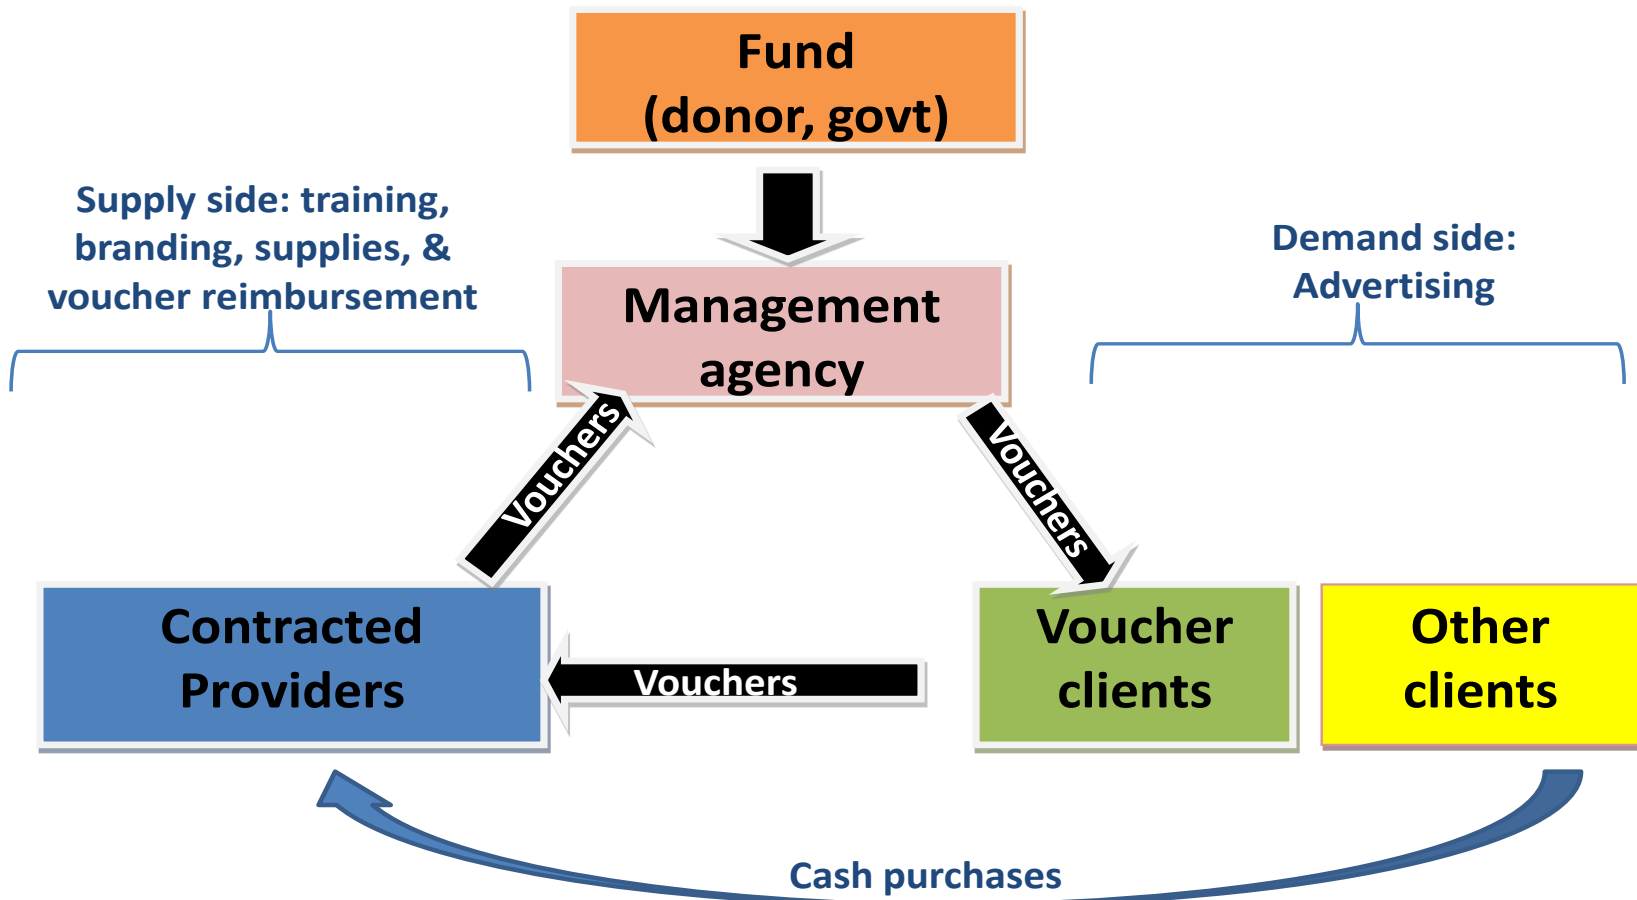 Fund
(donor, govt)
Supply side: training,
branding, supplies, &
voucher reimbursement
Demand side:
Advertising
Management
agency
Vouchers
Vouchers
Contracted
Providers
Vouchers
Voucher
clients
Other
clients
Cash purchases